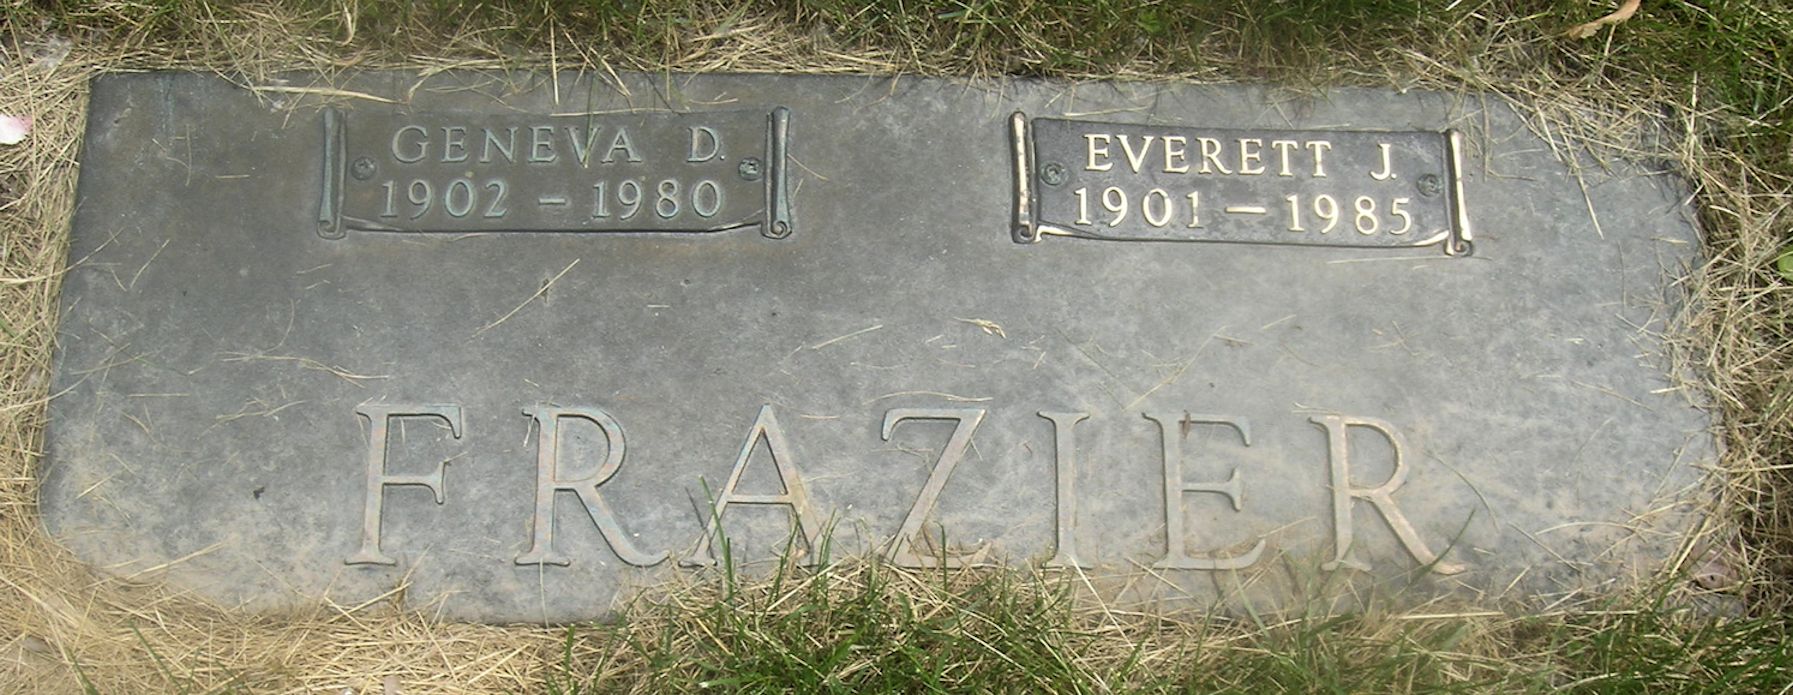 GENEVA D.
1902 – 1980
EVERETT J.
1901 – 1985
FRAZIER